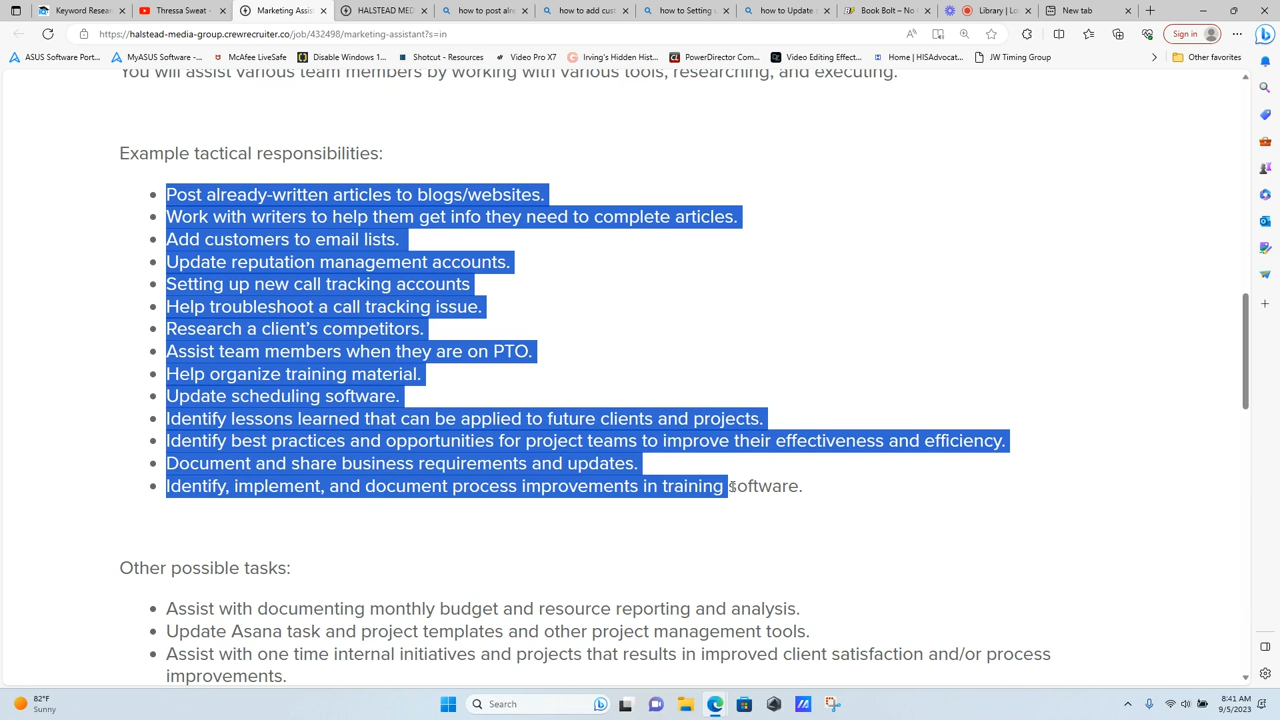 Keyword Resear
Thressa Sweat -
Marketing Assis
HALSTEAD MED
how to post alre
how to add cust
how to Setting u
how to Update r
Book Bolt – No
Library | Lo
New tab
https://halstead-media-group.crewrecruiter.co/job/432498/marketing-assistant?s=in
Sign in
ASUS Software Port...
MyASUS Software -...
McAfee LiveSafe
Disable Windows 1...
Shotcut - Resources
Video Pro X7
Irving's Hidden Hist...
PowerDirector Com...
Video Editing Effect...
Home | HISAdvocat...
JW Timing Group
Other favorites
You will assist various team members by working with various tools, researching, and executing.
Example tactical responsibilities:
Post already-written articles to blogs/websites.
Work with writers to help them get info they need to complete articles.
Add customers to email lists.
Update reputation management accounts.
Setting up new call tracking accounts
Help troubleshoot a call tracking issue.
Research a client's competitors.
Assist team members when they are on PTO.
Help organize training material.
Update scheduling software.
Identify lessons learned that can be applied to future clients and projects.
Identify best practices and opportunities for project teams to improve their effectiveness and efficiency.
Document and share business requirements and updates.
Identify, implement, and document process improvements in training software.
Other possible tasks:
Assist with documenting monthly budget and resource reporting and analysis.
Update Asana task and project templates and other project management tools.
Assist with one time internal initiatives and projects that results in improved client satisfaction and/or process
improvements.
82°F
Sunny
Search
8:41 AM
9/5/2023